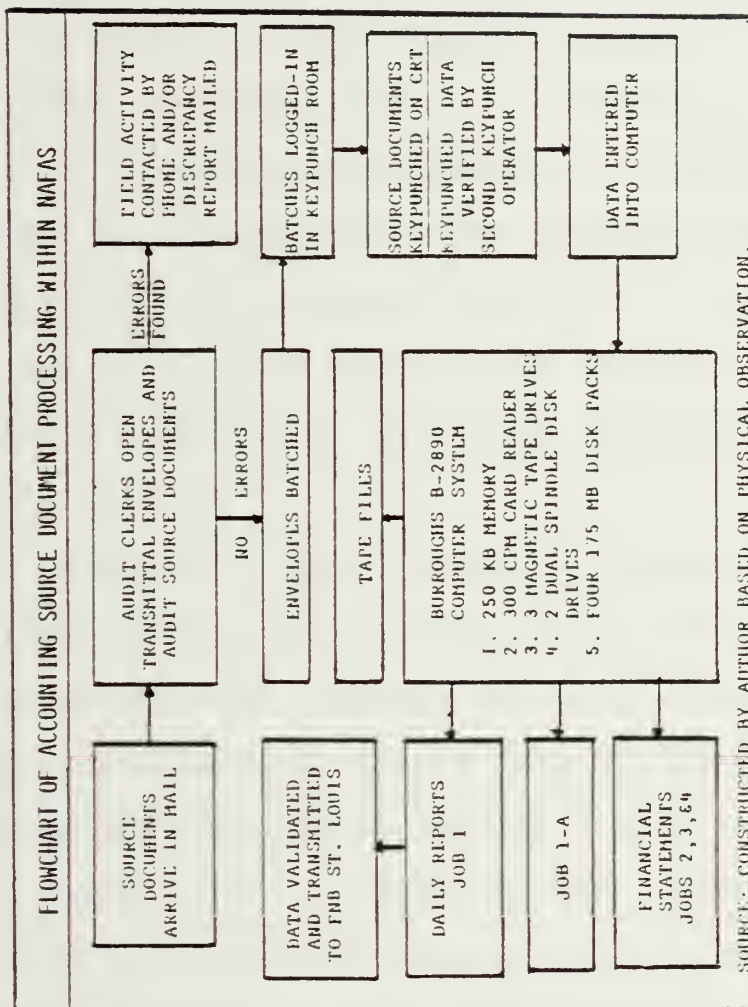 FLOWCHART OF ACCOUNTING SOURCE DOCUMENT PROCESSING WITHIN NAFAS
SOURCE
DOCUMENTS
ARRIVE IN MAIL
AUDIT CLERKS OPEN
TRANSMITTAL ENVELOPES AND
AUDIT SOURCE DOCUMENTS
ERRORS
FOUND
FIELD ACTIVITY
CONTACTED BY
PHONE AND/OR
DISCREPANCY
REPORT MAILED
NO ERRORS
ENVELOPES BATCHED
BATCHES LOGGED-IN
IN KEYPUNCH ROOM
SOURCE DOCUMENTS
KEYPUNCHED ON CRT
KEYPUNCHED DATA
VERIFIED BY
SECOND KEYPUNCH
OPERATOR
DATA ENTERED
INTO COMPUTER
TAPE FILES
BURROUGHS B-2890
COMPUTER SYSTEM
1. 250 KB MEMORY
2. 300 CPM CARD READER
3. 3 MAGNETIC TAPE DRIVES
4. 2 DUAL SPINDLE DISK
DRIVES
5. FOUR 175 MB DISK PACKS
DATA VALIDATED
AND TRANSMITTED
TO FNB ST. LOUIS
DAILY REPORTS
JOB 1
JOB 1-A
FINANCIAL
STATEMENTS
JOBS 2,3,&4
SOURCE: CONSTRUCTED BY AUTHOR BASED ON PHYSICAL OBSERVATION.